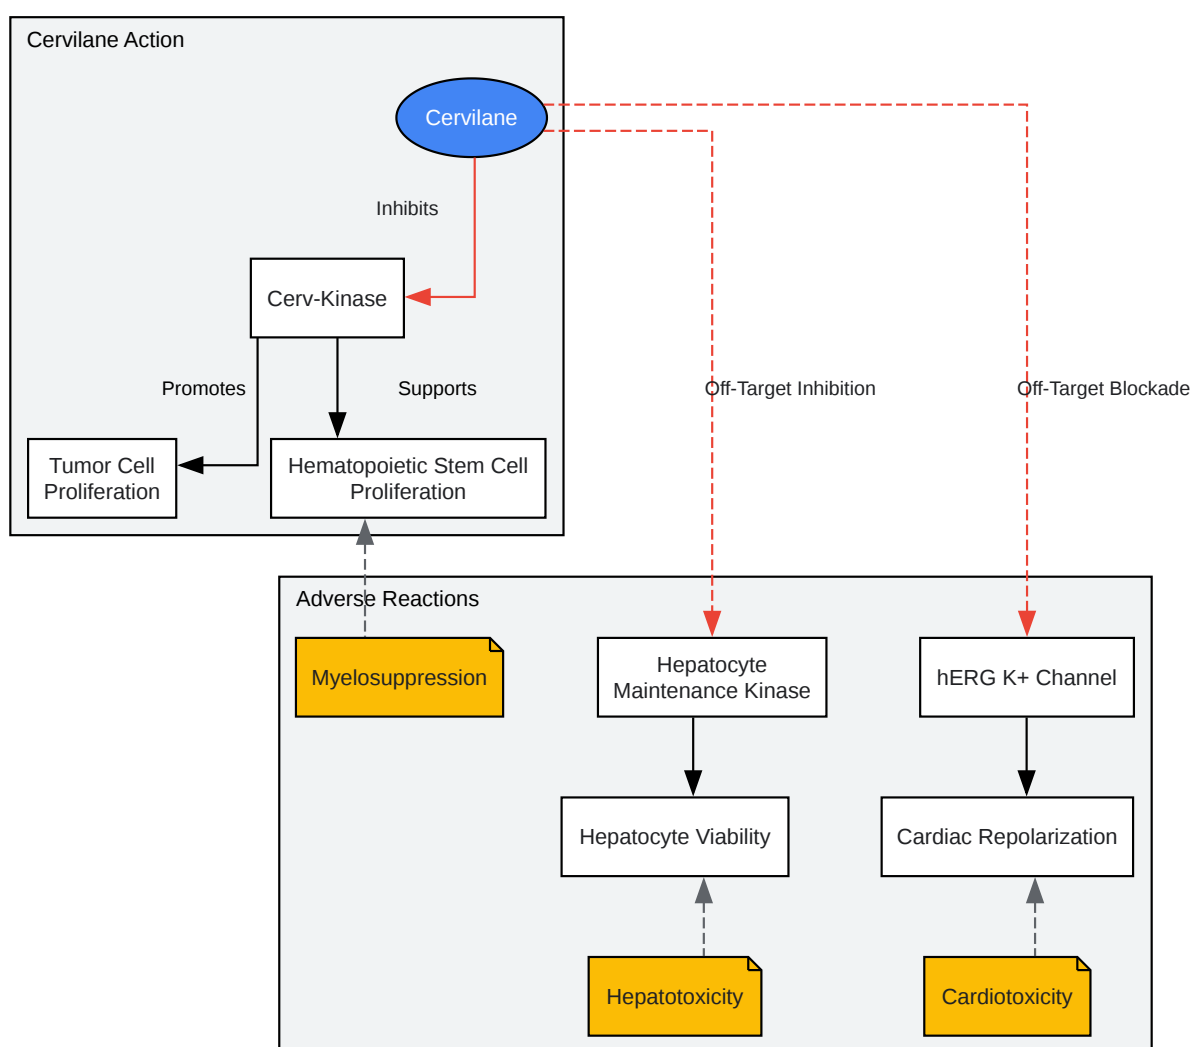 Cervilane Action
Cervilane
Inhibits
Cerv-Kinase
Promotes
Supports
Off-Target Inhibition
Off-Target Blockade
Tumor Cell
Proliferation
Hematopoietic Stem Cell
Proliferation
Adverse Reactions
Myelosuppression
Hepatocyte
Maintenance Kinase
hERG K+ Channel
Hepatocyte Viability
Cardiac Repolarization
Hepatotoxicity
Cardiotoxicity